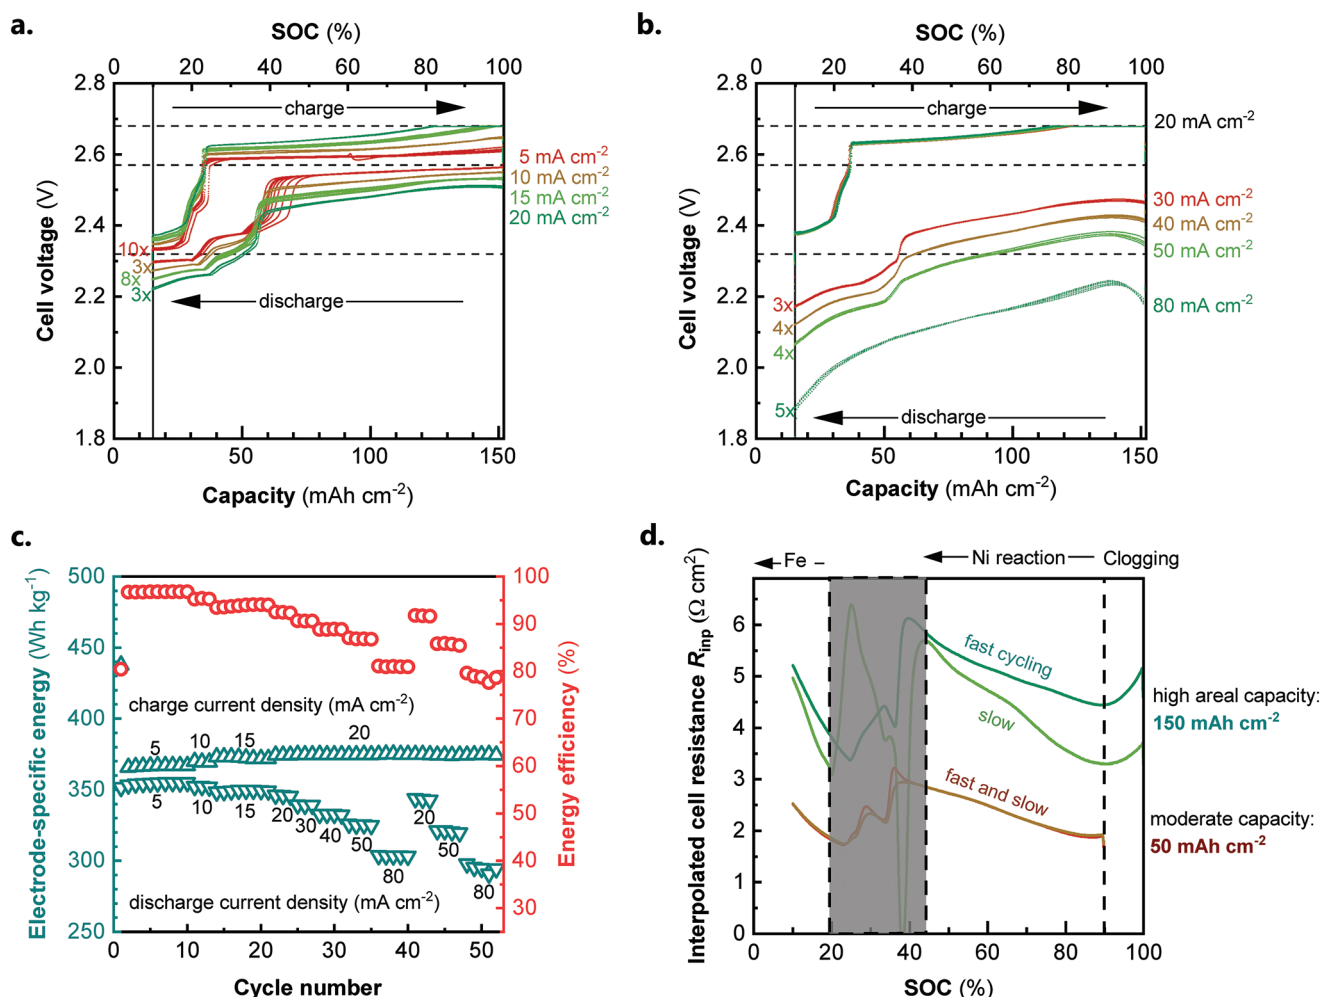 a.
SOC (%)
0 20 40 60 80 100
2.8
2.6
2.4
2.2
2.0
1.8
Cell voltage (V)
charge
5 mA cm-2
10 mA cm-2
15 mA cm-2
20 mA cm-2
10x
3x
8x
3x
discharge
0 50 100 150
Capacity (mAh cm-2)
b.
SOC (%)
0 20 40 60 80 100
2.8
2.6
2.4
2.2
2.0
1.8
Cell voltage (V)
charge
20 mA cm-2
30 mA cm-2
40 mA cm-2
50 mA cm-2
80 mA cm-2
3x
4x
4x
5x
discharge
0 50 100 150
Capacity (mAh cm-2)
c.
500
450
400
350
300
250
Electrode-specific energy (Wh kg-1)
100
90
80
70
60
50
40
30
Energy efficiency (%)
charge current density (mA cm-2)
5 10 15 20
5 10 15 20 30 40 50 80 20 50 80
discharge current density (mA cm-2)
0 10 20 30 40 50
Cycle number
d.
Fe
Ni reaction
Clogging
6
5
4
3
2
1
0
Interpolated cell resistance Rinp (Ω cm2)
fast cycling
slow
fast and slow
high areal capacity:
150 mAh cm-2
moderate capacity:
50 mAh cm-2
0 20 40 60 80 100
SOC (%)